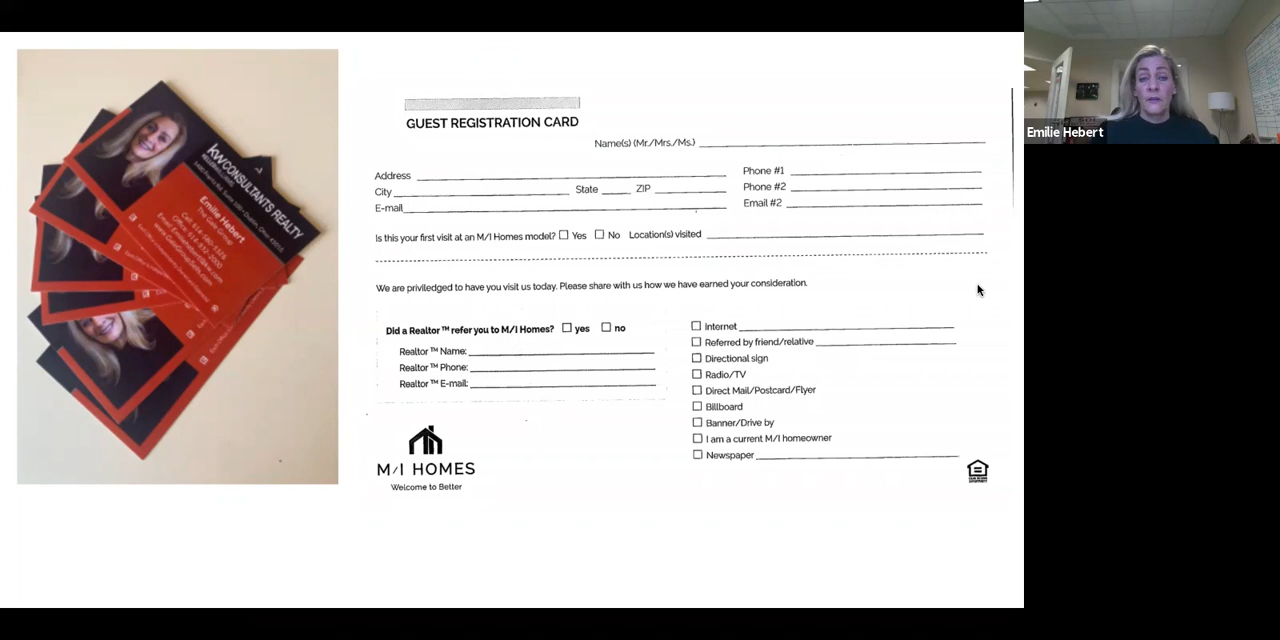 kw CONSULTANTS REALTY
Emilie Hebert
GUEST REGISTRATION CARD
Name(s) (Mr./Mrs./Ms.)
Address
City State ZIP
E-mail
Phone #1
Phone #2
Email #2
Is this your first visit at an M/I Homes model? Yes No Location(s) visited
We are priviledged to have you visit us today. Please share with us how we have earned your consideration.
Did a Realtor™ refer you to M/I Homes? yes no
Realtor™ Name:
Realtor™ Phone:
Realtor™ E-mail:
Internet
Referred by friend/relative
Directional sign
Radio/TV
Direct Mail/Postcard/Flyer
Billboard
Banner/Drive by
I am a current M/I homeowner
Newspaper
M/I HOMES
Welcome to Better
Emilie Hebert